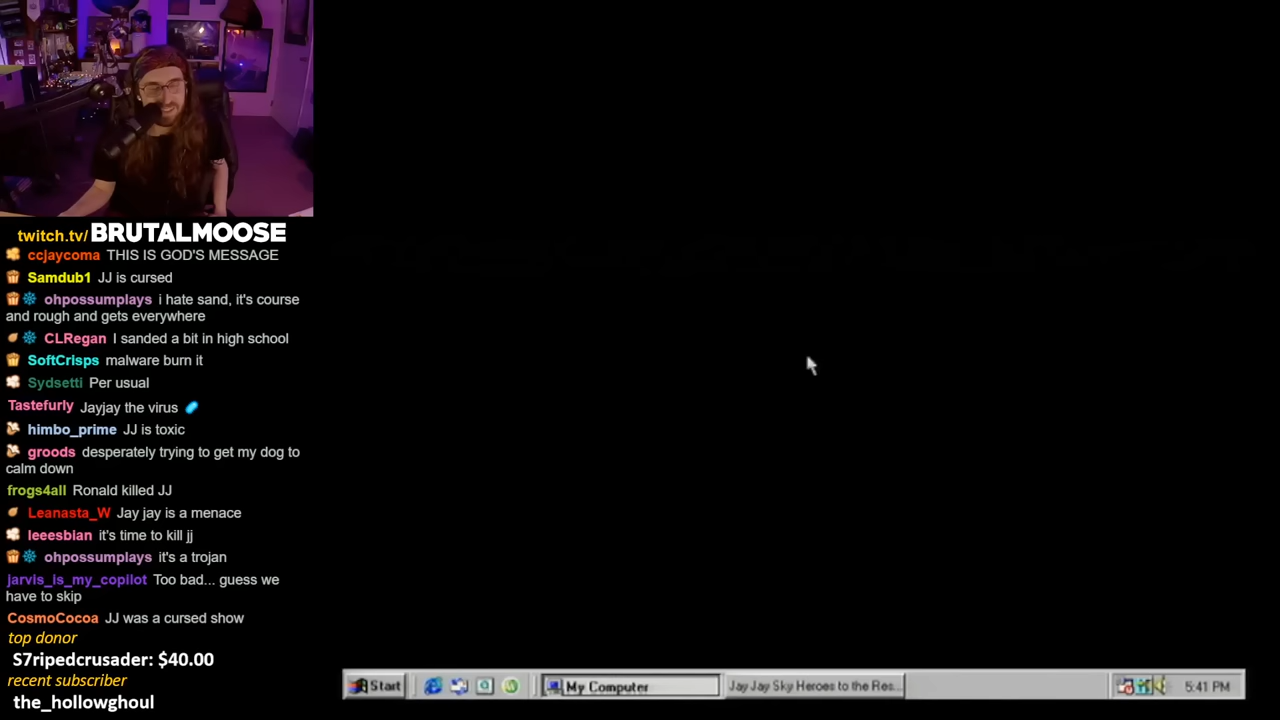 twitch.tv/BRUTALMOOSE
ccjaycoma THIS IS GOD'S MESSAGE
Samdub1 JJ is cursed
ohpossumplays i hate sand, it's course
and rough and gets everywhere
CLRegan I sanded a bit in high school
SoftCrisps malware burn it
Sydsetti Per usual
Tastefurly Jayjay the virus
himbo_prime JJ is toxic
groods desperately trying to get my dog to
calm down
frogs4all Ronald killed JJ
Leanasta_W Jay jay is a menace
leeesbian it's time to kill jj
ohpossumplays it's a trojan
jarvis_is_my_copilot Too bad... guess we
have to skip
CosmoCocoa JJ was a cursed show
top donor
S7ripedcrusader: $40.00
recent subscriber
the_hollowghoul
Start My Computer Jay Jay Sky Heroes to the Res... 5:41 PM